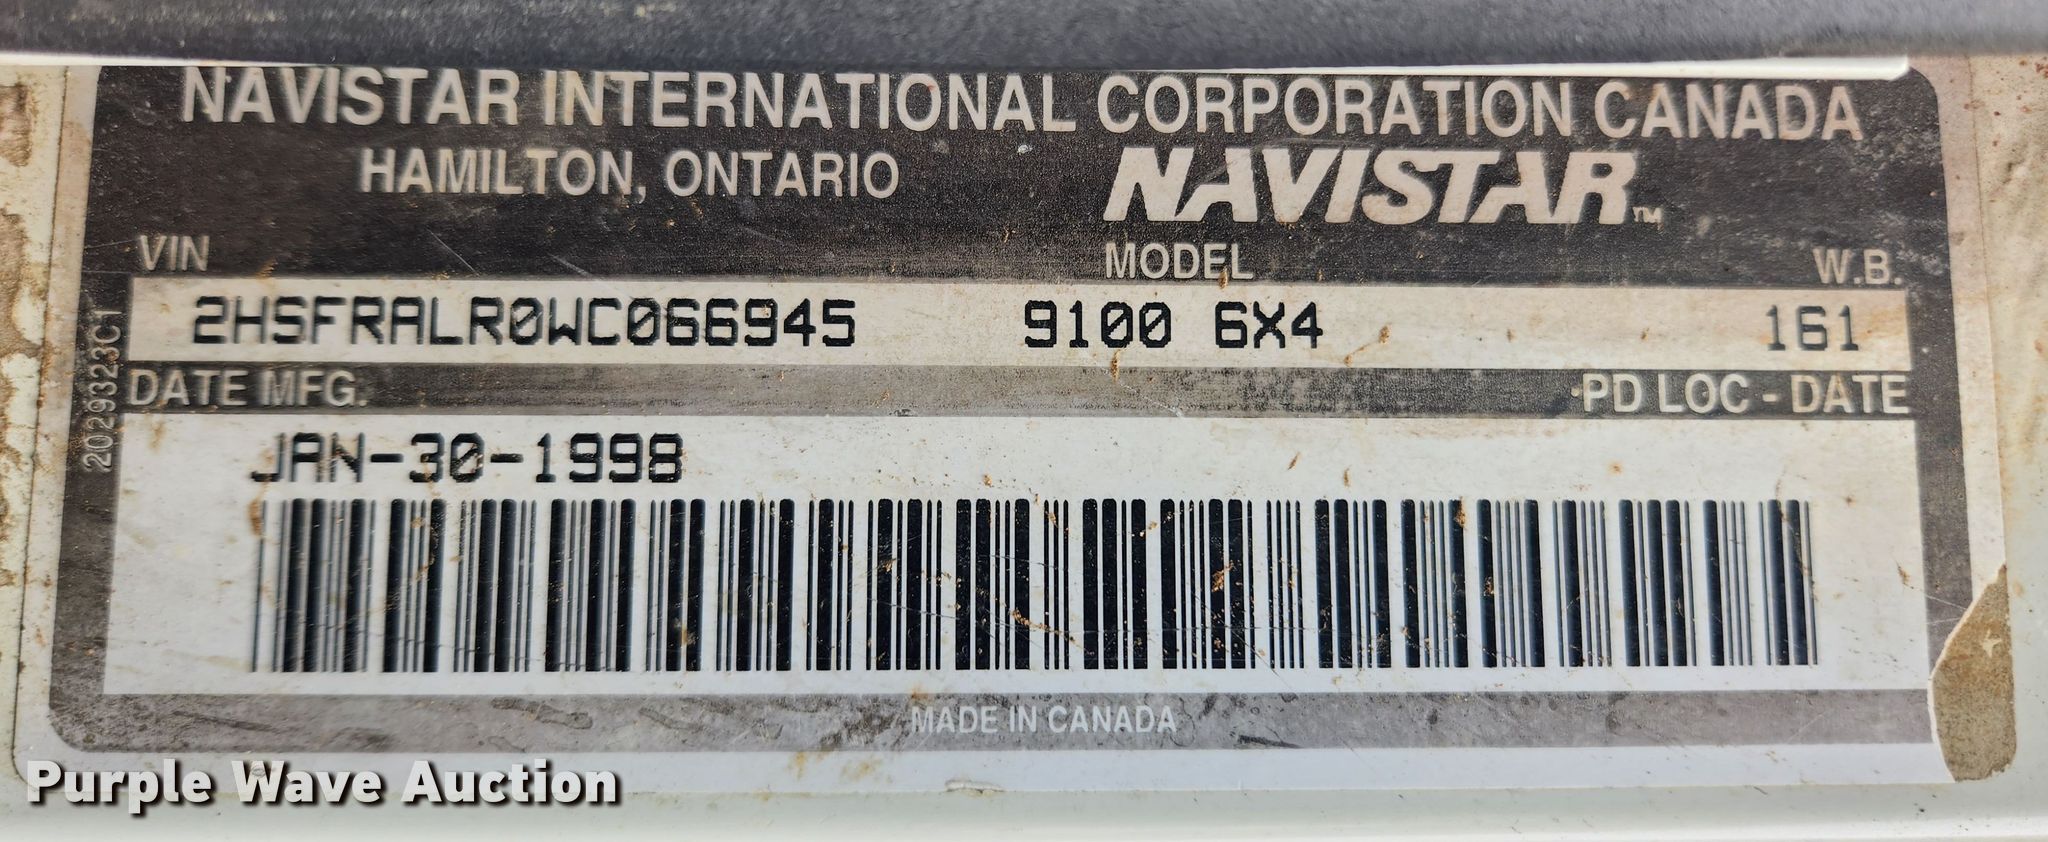 NAVISTAR INTERNATIONAL CORPORATION CANADA
HAMILTON, ONTARIO
NAVISTAR™
VIN MODEL W.B.
2HSFRALR0WC066945 9100 6X4 161
DATE MFG. PD LOC - DATE
JAN-30-1998
2029323C1
MADE IN CANADA
Purple Wave Auction